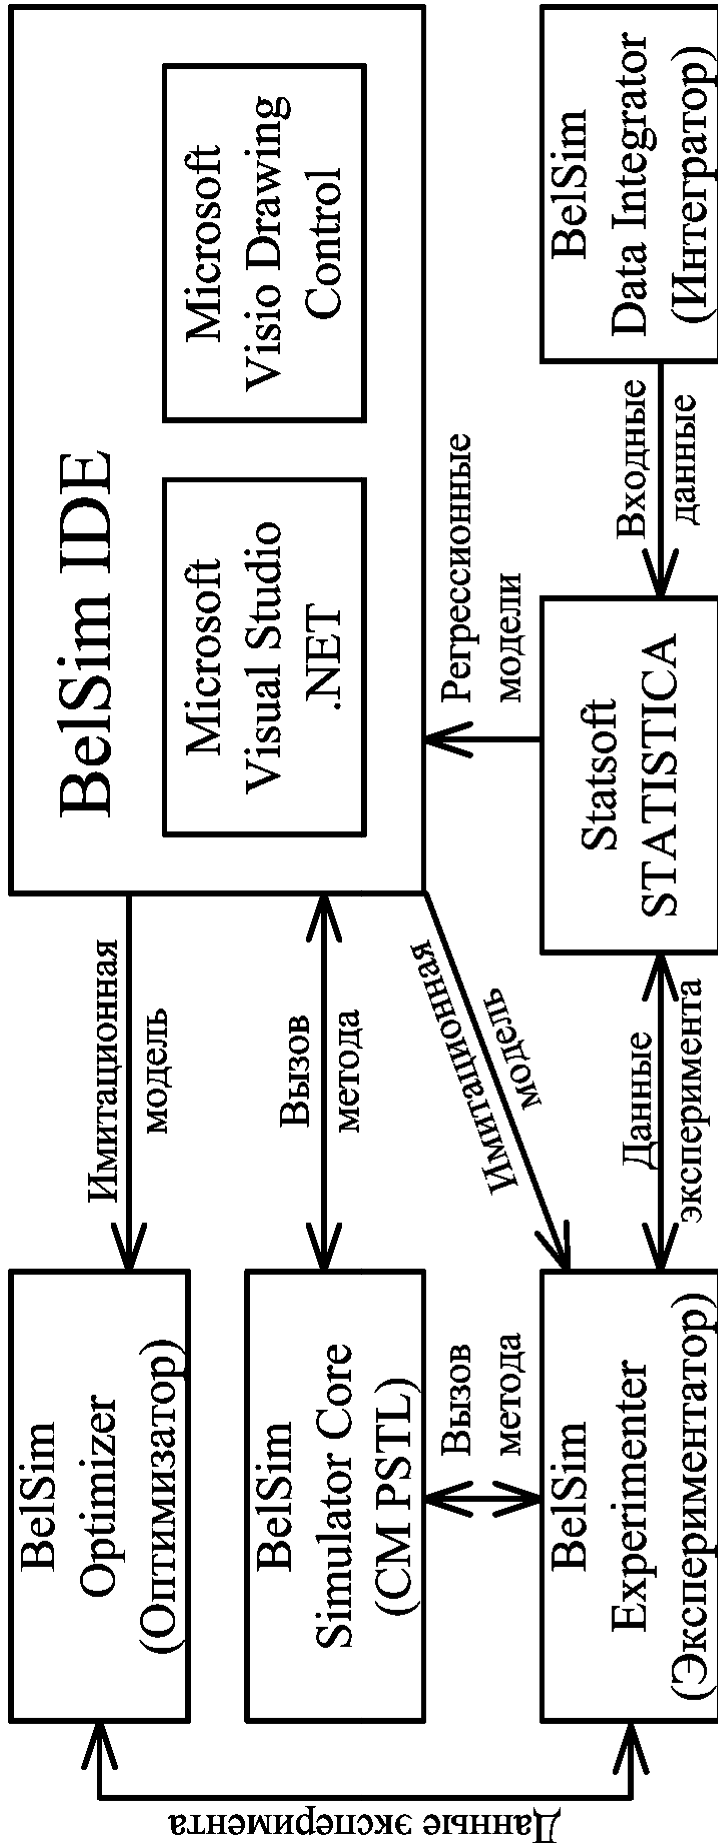 Данные эксперимента
BelSim
Optimizer
(Оптимизатор)
Имитационная
модель
BelSim IDE
Microsoft
Visual Studio
.NET
Microsoft
Visio Drawing
Control
BelSim
Simulator Core
(СМ PSTL)
Вызов
метода
Имитационная
модель
Вызов
метода
Регрессионные
модели
BelSim
Experimenter
(Экспериментатор)
Данные
эксперимента
Statsoft
STATISTICA
Входные
данные
BelSim
Data Integrator
(Интегратор)